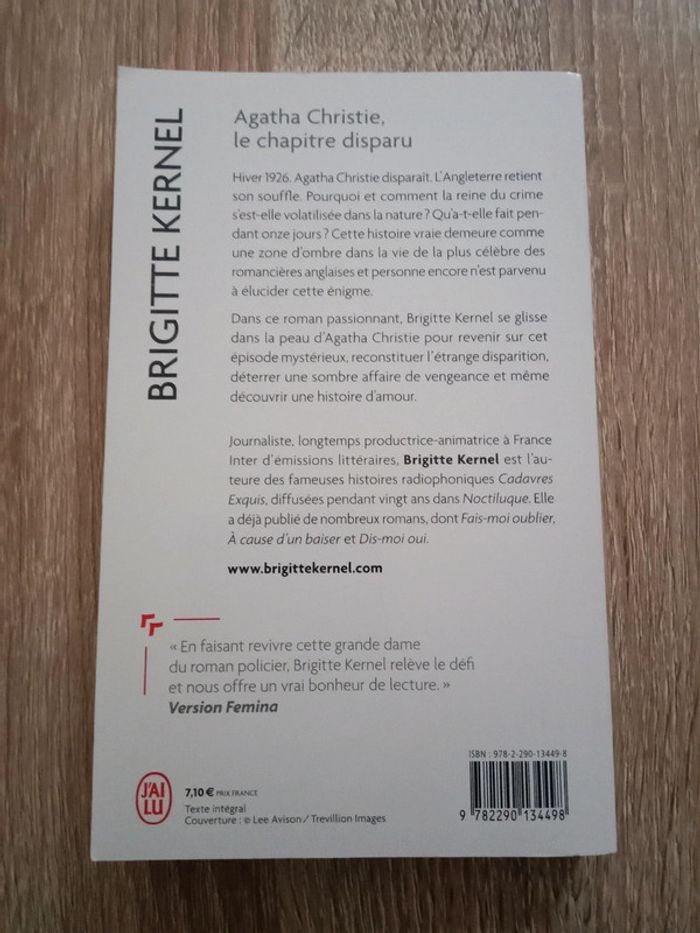 BRIGITTE KERNEL
Agatha Christie,
le chapitre disparu
Hiver 1926. Agatha Christie disparaît. L'Angleterre retient
son souffle. Pourquoi et comment la reine du crime
s'est-elle volatilisée dans la nature ? Qu'a-t-elle fait pen-
dant onze jours ? Cette histoire vraie demeure comme
une zone d'ombre dans la vie de la plus célèbre des
romancières anglaises et personne encore n'est parvenu
à élucider cette énigme.
Dans ce roman passionnant, Brigitte Kernel se glisse
dans la peau d'Agatha Christie pour revenir sur cet
épisode mystérieux, reconstituer l'étrange disparition,
déterrer une sombre affaire de vengeance et même
découvrir une histoire d'amour.
Journaliste, longtemps productrice-animatrice à France
Inter d'émissions littéraires, Brigitte Kernel est l'au-
teure des fameuses histoires radiophoniques Cadavres
Exquis, diffusées pendant vingt ans dans Noctiluque. Elle
a déjà publié de nombreux romans, dont Fais-moi oublier,
À cause d'un baiser et Dis-moi oui.
www.brigittekernel.com
« En faisant revivre cette grande dame
du roman policier, Brigitte Kernel relève le défi
et nous offre un vrai bonheur de lecture. »
Version Femina
J'AI
LU
7,10 € PRIX FRANCE
Texte intégral
Couverture : © Lee Avison / Trevillion Images
ISBN : 978-2-290-13449-8
9 782290 134498